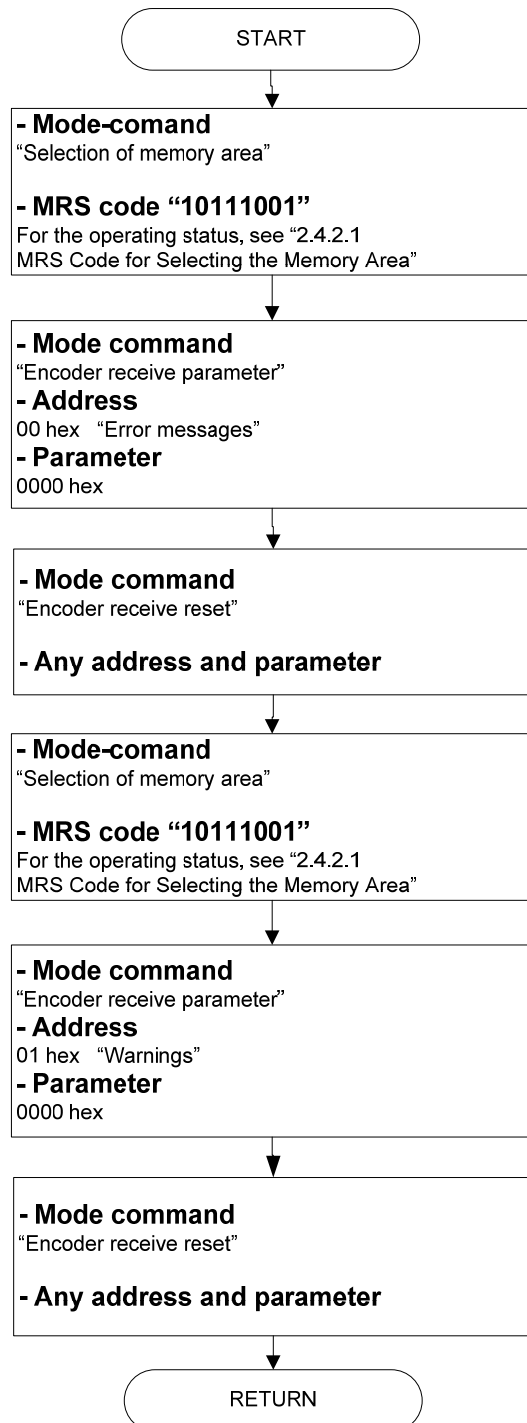 START
- Mode-comand
“Selection of memory area”
- MRS code “10111001”
For the operating status, see “2.4.2.1
MRS Code for Selecting the Memory Area”
- Mode command
“Encoder receive parameter”
- Address
00 hex “Error messages”
- Parameter
0000 hex
- Mode command
“Encoder receive reset”
- Any address and parameter
- Mode-comand
“Selection of memory area”
- MRS code “10111001”
For the operating status, see “2.4.2.1
MRS Code for Selecting the Memory Area”
- Mode command
“Encoder receive parameter”
- Address
01 hex “Warnings”
- Parameter
0000 hex
- Mode command
“Encoder receive reset”
- Any address and parameter
RETURN